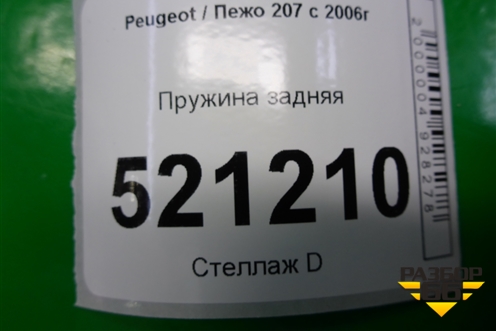 Peugeot / Пежо 207 с 2006г
Пружина задняя
521210
Стеллаж D
2000004928278
РАЗБОР